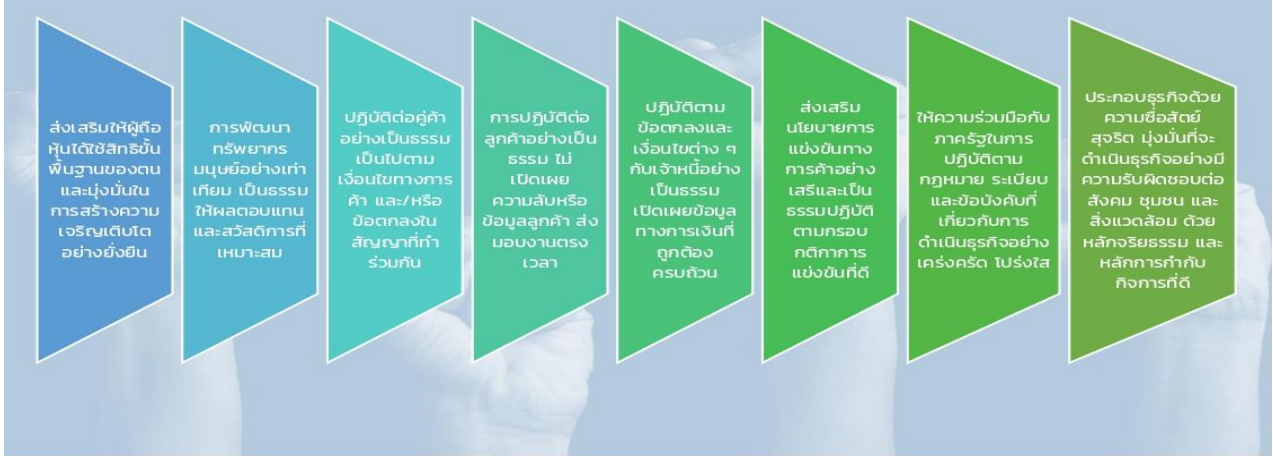 ส่งเสริมให้ผู้ถือ
หุ้นได้ใช้สิทธิขั้น
พื้นฐานของตน
และมุ่งมั่นใน
การสร้างความ
เจริญเติบโต
อย่างยั่งยืน
การพัฒนา
ทรัพยากร
มนุษย์อย่างเท่า
เทียม เป็นธรรม
ให้ผลตอบแทน
และสวัสดิการที่
เหมาะสม
ปฏิบัติต่อคู่ค้า
อย่างเป็นธรรม
เป็นไปตาม
เงื่อนไขทางการ
ค้า และ/หรือ
ข้อตกลงใน
สัญญาที่ทำ
ร่วมกัน
การปฏิบัติต่อ
ลูกค้าอย่างเป็น
ธรรม ไม่
เปิดเผย
ความลับหรือ
ข้อมูลลูกค้า ส่ง
มอบงานตรง
เวลา
ปฏิบัติตาม
ข้อตกลงและ
เงื่อนไขต่าง ๆ
กับเจ้าหนี้อย่าง
เป็นธรรม
เปิดเผยข้อมูล
ทางการเงินที่
ถูกต้อง
ครบถ้วน
ส่งเสริม
นโยบายการ
แข่งขันทาง
การค้าอย่าง
เสรีและเป็น
ธรรมปฏิบัติ
ตามกรอบ
กติกาการ
แข่งขันที่ดี
ให้ความร่วมมือกับ
ภาครัฐในการ
ปฏิบัติตาม
กฎหมาย ระเบียบ
และข้อบังคับที่
เกี่ยวกับการ
ดำเนินธุรกิจอย่าง
เคร่งครัด โปร่งใส
ประกอบธุรกิจด้วย
ความซื่อสัตย์
สุจริต มุ่งมั่นที่จะ
ดำเนินธุรกิจอย่างมี
ความรับผิดชอบต่อ
สังคม ชุมชน และ
สิ่งแวดล้อม ด้วย
หลักจริยธรรม และ
หลักการกำกับ
กิจการที่ดี